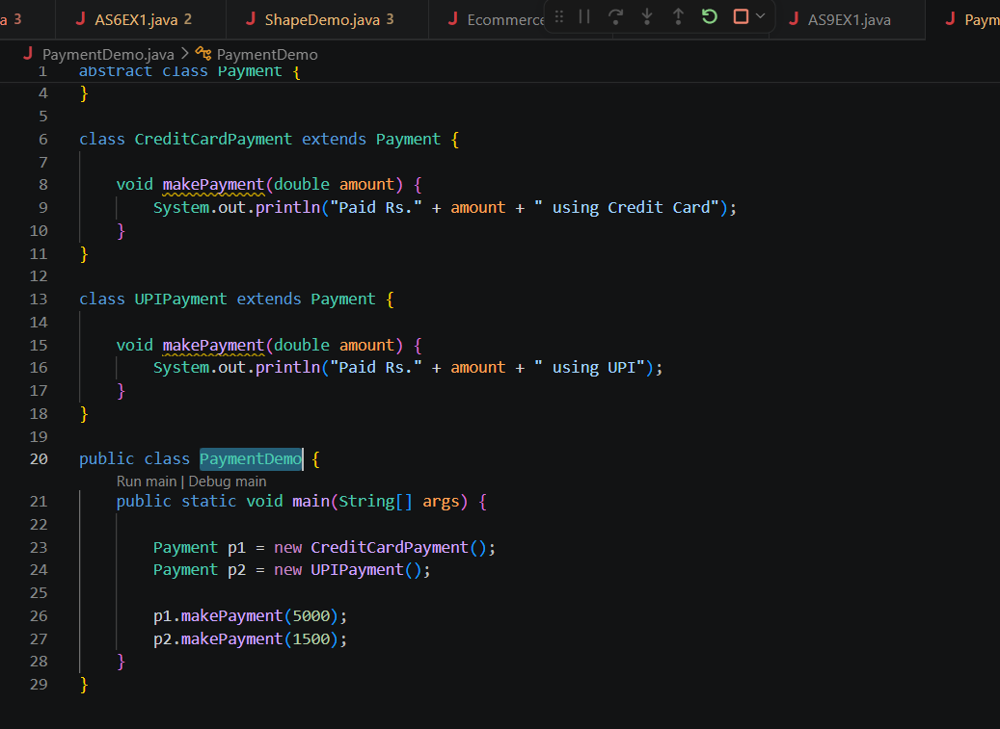 a 3 AS6EX1.java 2 ShapeDemo.java 3 Ecommerce AS9EX1.java Paym
PaymentDemo.java > PaymentDemo
1 abstract class Payment {
4 }
5
6 class CreditCardPayment extends Payment {
7
8 void makePayment(double amount) {
9 System.out.println("Paid Rs." + amount + " using Credit Card");
10 }
11 }
12
13 class UPIPayment extends Payment {
14
15 void makePayment(double amount) {
16 System.out.println("Paid Rs." + amount + " using UPI");
17 }
18 }
19
20 public class PaymentDemo {
Run main | Debug main
21 public static void main(String[] args) {
22
23 Payment p1 = new CreditCardPayment();
24 Payment p2 = new UPIPayment();
25
26 p1.makePayment(5000);
27 p2.makePayment(1500);
28 }
29 }